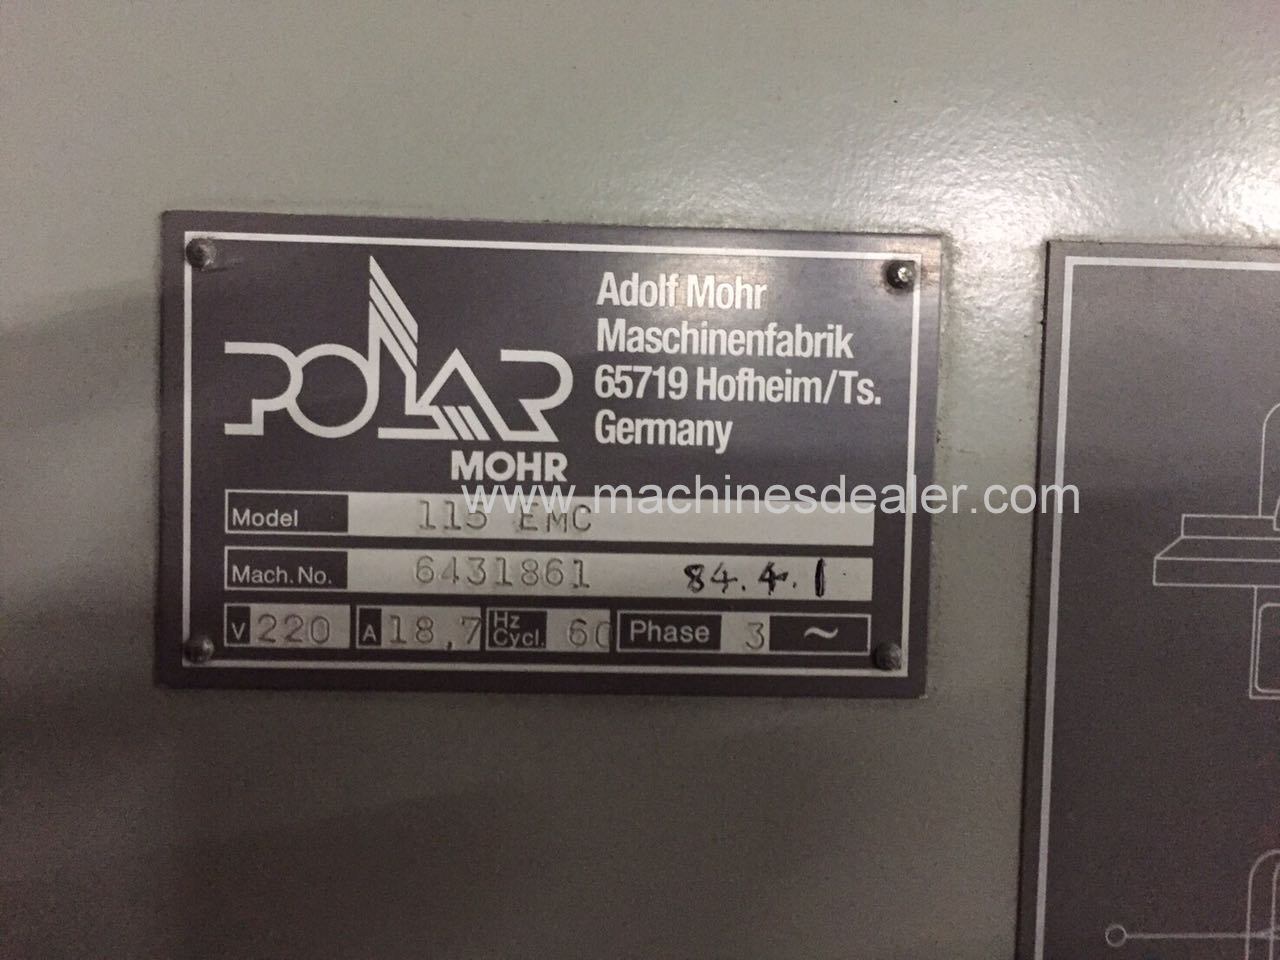 POLAR
MOHR
Adolf Mohr
Maschinenfabrik
65719 Hofheim/Ts.
Germany
www.machinesdealer.com
Model 115 EMC
Mach. No. 6431861 84.4.1
V 220 A 18,7 Hz Cycl. 60 Phase 3 ~